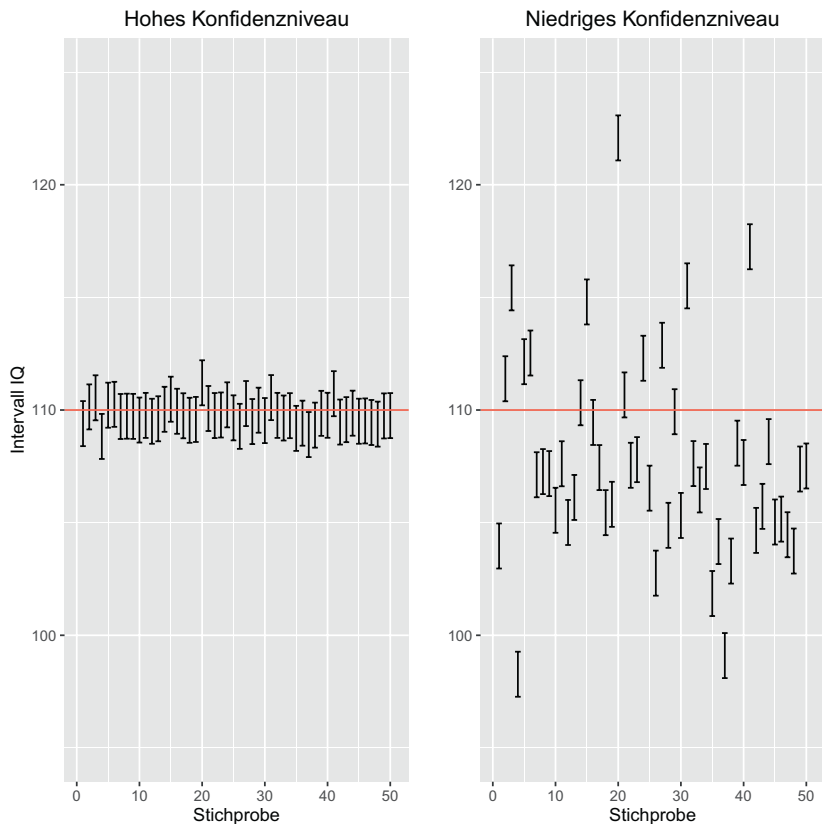 Hohes Konfidenzniveau
Niedriges Konfidenzniveau
Intervall IQ
120
110
100
0 10 20 30 40 50
Stichprobe
120
110
100
0 10 20 30 40 50
Stichprobe